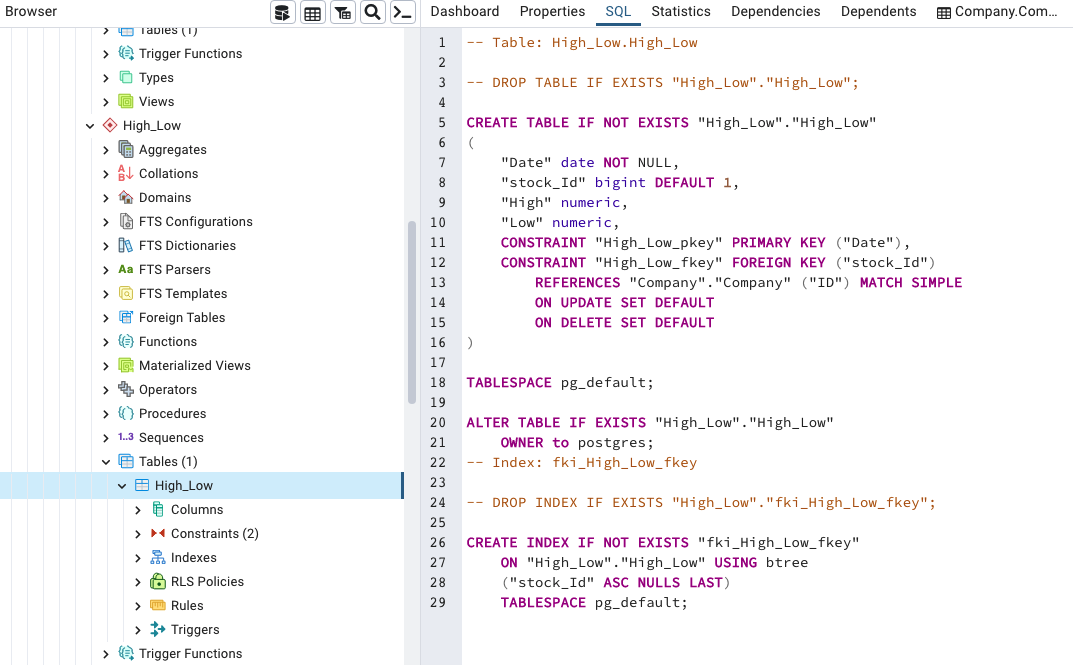 Browser
Dashboard Properties SQL Statistics Dependencies Dependents Company.Com...
Tables (1)
Trigger Functions
Types
Views
High_Low
Aggregates
Collations
Domains
FTS Configurations
FTS Dictionaries
Aa FTS Parsers
FTS Templates
Foreign Tables
Functions
Materialized Views
Operators
Procedures
1..3 Sequences
Tables (1)
High_Low
Columns
Constraints (2)
Indexes
RLS Policies
Rules
Triggers
Trigger Functions
1 -- Table: High_Low.High_Low
2
3 -- DROP TABLE IF EXISTS "High_Low"."High_Low";
4
5 CREATE TABLE IF NOT EXISTS "High_Low"."High_Low"
6 (
7     "Date" date NOT NULL,
8     "stock_Id" bigint DEFAULT 1,
9     "High" numeric,
10     "Low" numeric,
11     CONSTRAINT "High_Low_pkey" PRIMARY KEY ("Date"),
12     CONSTRAINT "High_Low_fkey" FOREIGN KEY ("stock_Id")
13         REFERENCES "Company"."Company" ("ID") MATCH SIMPLE
14         ON UPDATE SET DEFAULT
15         ON DELETE SET DEFAULT
16 )
17
18 TABLESPACE pg_default;
19
20 ALTER TABLE IF EXISTS "High_Low"."High_Low"
21     OWNER to postgres;
22 -- Index: fki_High_Low_fkey
23
24 -- DROP INDEX IF EXISTS "High_Low"."fki_High_Low_fkey";
25
26 CREATE INDEX IF NOT EXISTS "fki_High_Low_fkey"
27     ON "High_Low"."High_Low" USING btree
28     ("stock_Id" ASC NULLS LAST)
29     TABLESPACE pg_default;